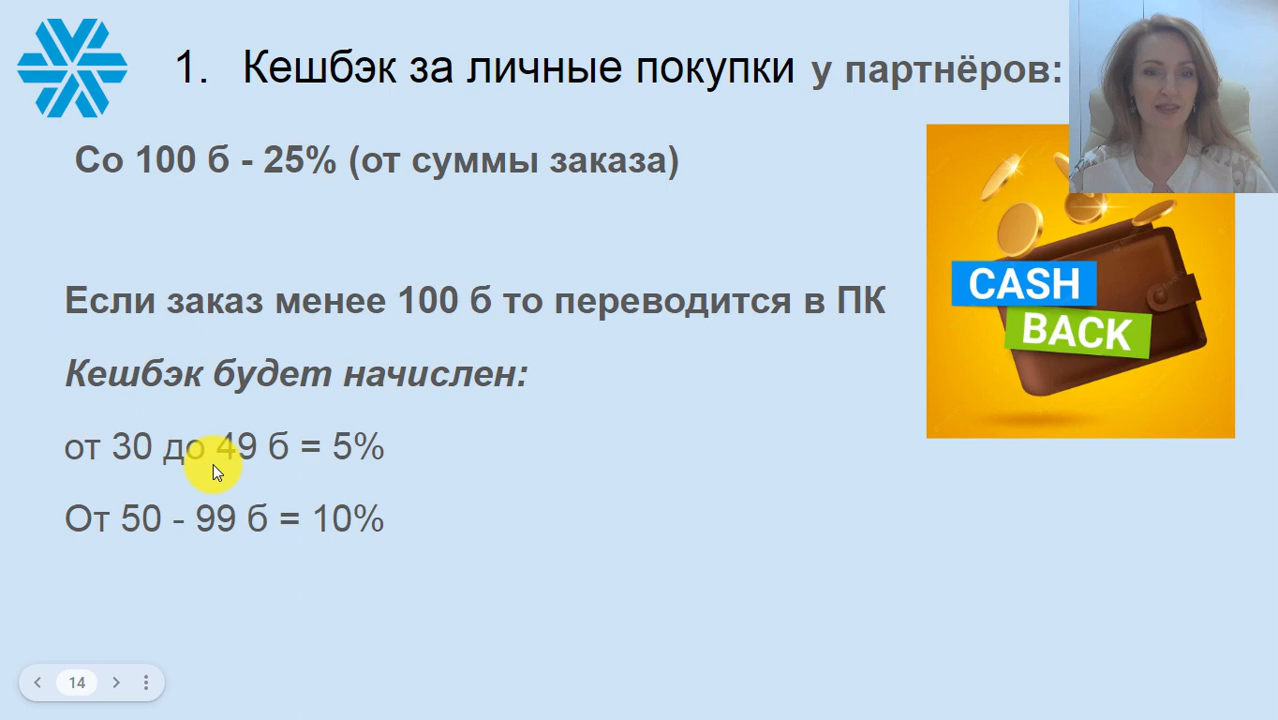 1. Кешбэк за личные покупки у партнёров:
Со 100 б - 25% (от суммы заказа)
Если заказ менее 100 б то переводится в ПК
Кешбэк будет начислен:
от 30 до 49 б = 5%
От 50 - 99 б = 10%
CASH
BACK
14